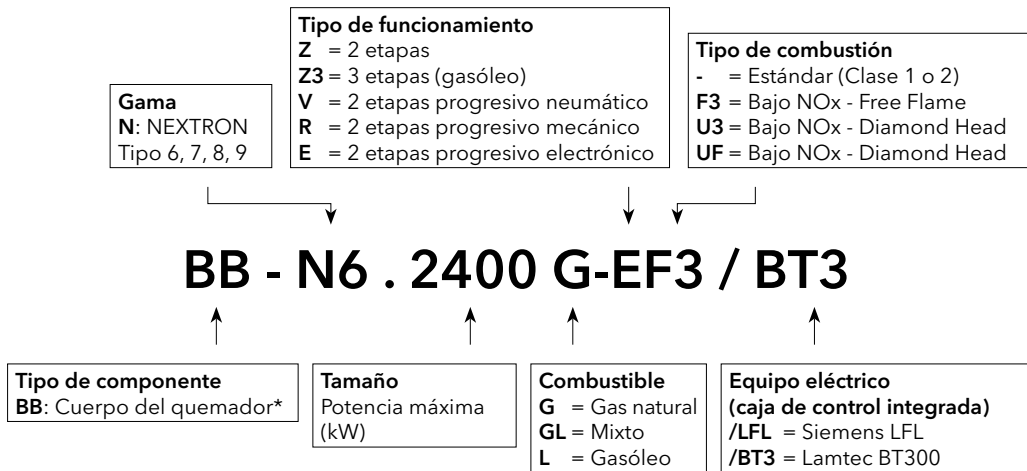 Tipo de funcionamiento
Z = 2 etapas
Z3 = 3 etapas (gasóleo)
V = 2 etapas progresivo neumático
R = 2 etapas progresivo mecánico
E = 2 etapas progresivo electrónico
Tipo de combustión
- = Estándar (Clase 1 o 2)
F3 = Bajo NOx - Free Flame
U3 = Bajo NOx - Diamond Head
UF = Bajo NOx - Diamond Head
Gama
N: NEXTRON
Tipo 6, 7, 8, 9
BB - N6 . 2400 G-EF3 / BT3
Tipo de componente
BB: Cuerpo del quemador*
Tamaño
Potencia máxima
(kW)
Combustible
G = Gas natural
GL = Mixto
L = Gasóleo
Equipo eléctrico
(caja de control integrada)
/LFL = Siemens LFL
/BT3 = Lamtec BT300